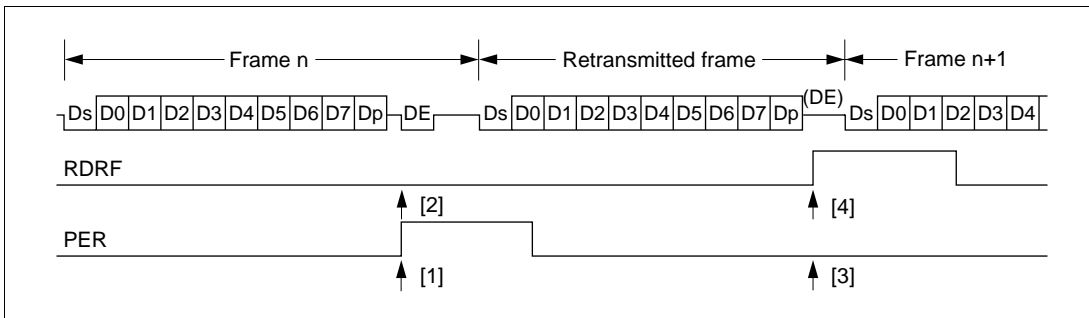 Frame n Retransmitted frame Frame n+1
Ds D0 D1 D2 D3 D4 D5 D6 D7 Dp DE Ds D0 D1 D2 D3 D4 D5 D6 D7 Dp (DE) Ds D0 D1 D2 D3 D4
RDRF
[2] [4]
PER
[1] [3]